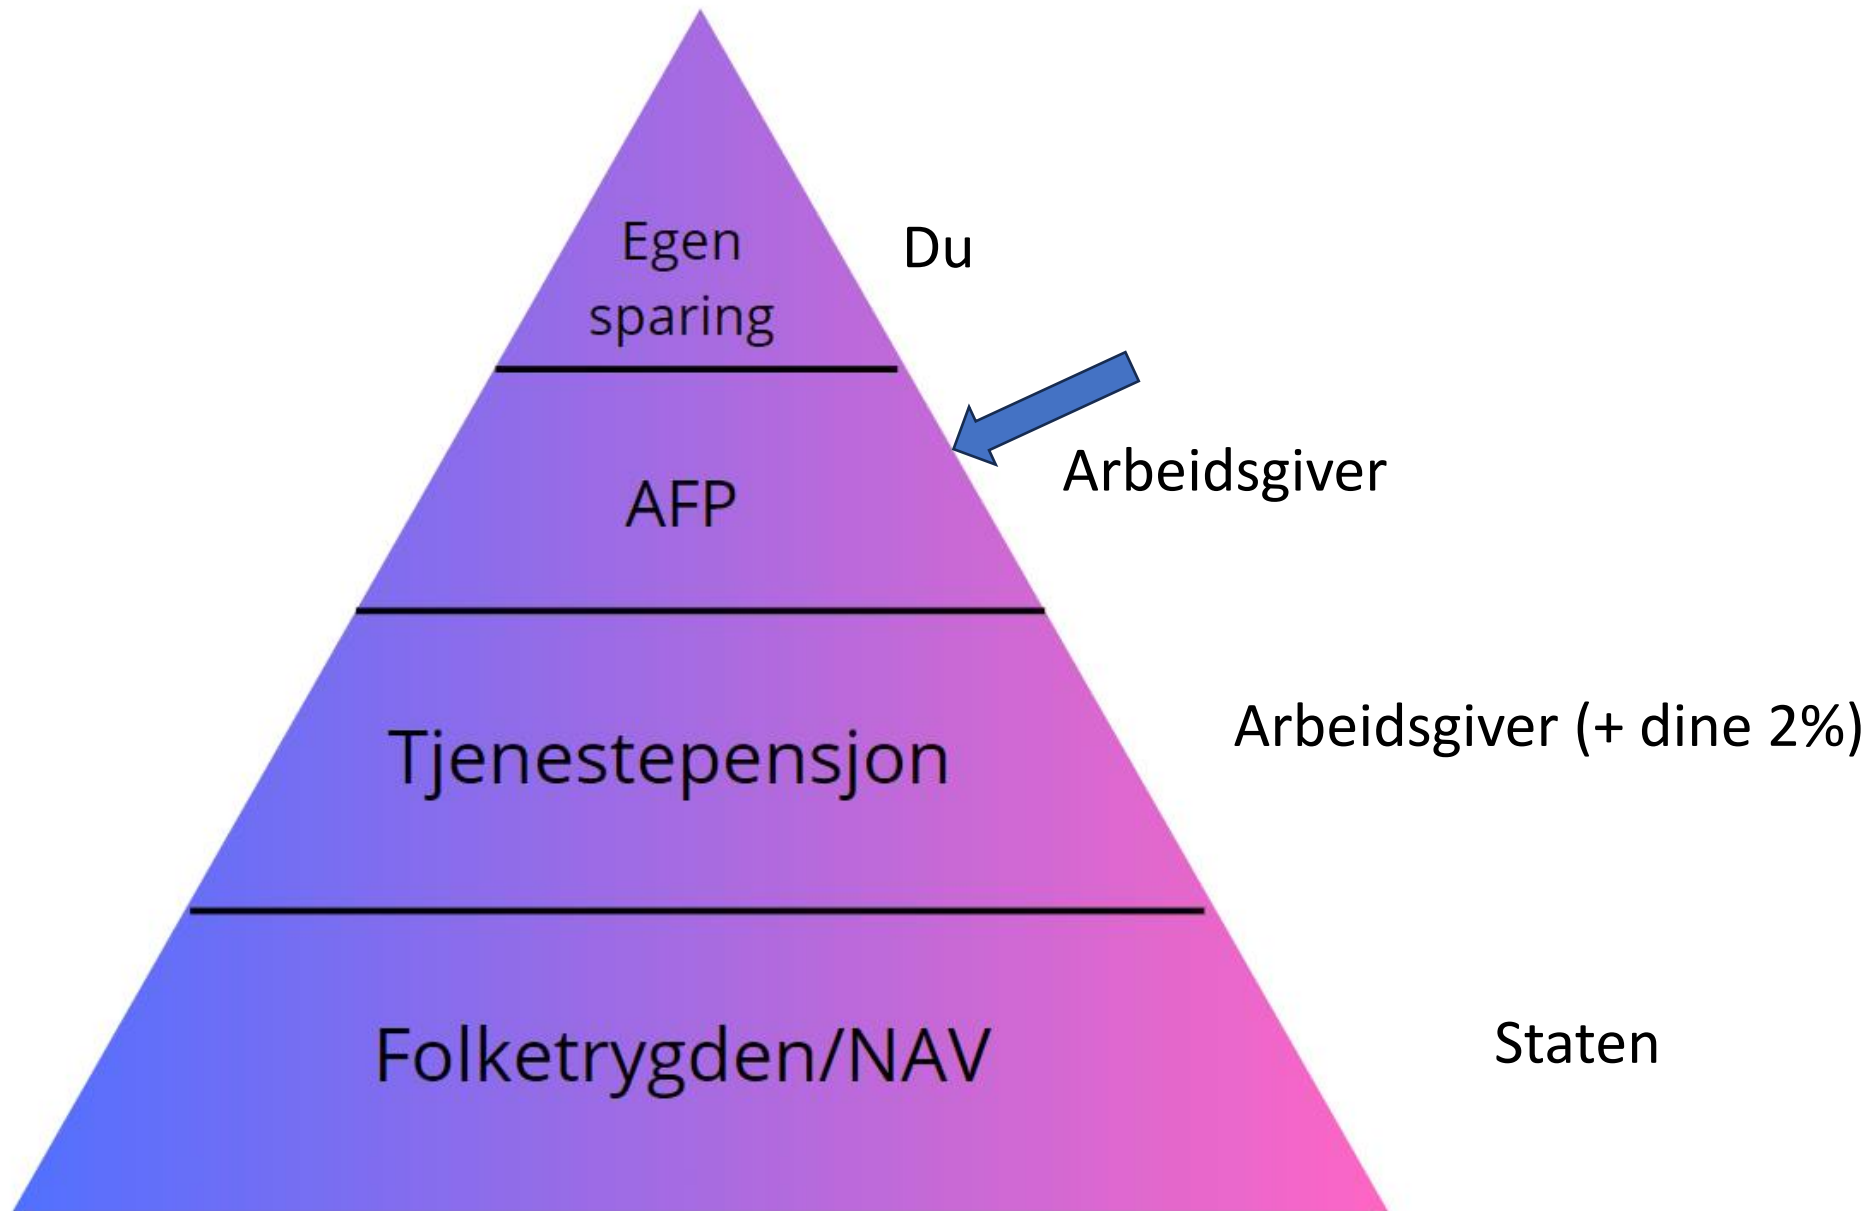 Egen
sparing
Du
AFP
Arbeidsgiver
Tjenestepensjon
Arbeidsgiver (+ dine 2%)
Folketrygden/NAV
Staten